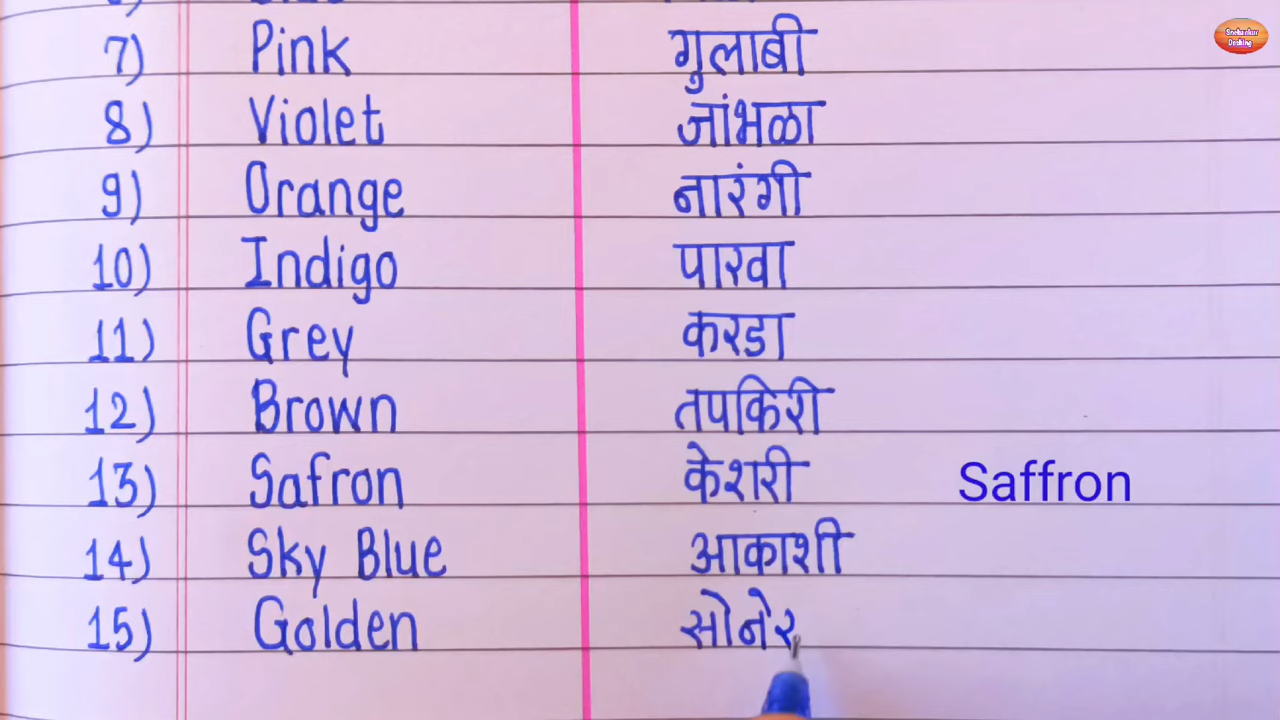 7) Pink गुलाबी
8) Violet जांभळा
9) Orange नारंगी
10) Indigo पारवा
11) Grey करडा
12) Brown तपकिरी
13) Safron केशरी Saffron
14) Sky Blue आकाशी
15) Golden सोनेर